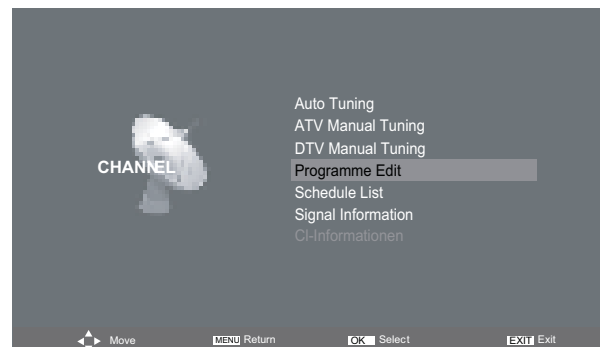 Auto Tuning
ATV Manual Tuning
DTV Manual Tuning
CHANNEL
Programme Edit
Schedule List
Signal Information
CI-Informationen
Move MENU Return OK Select EXIT Exit